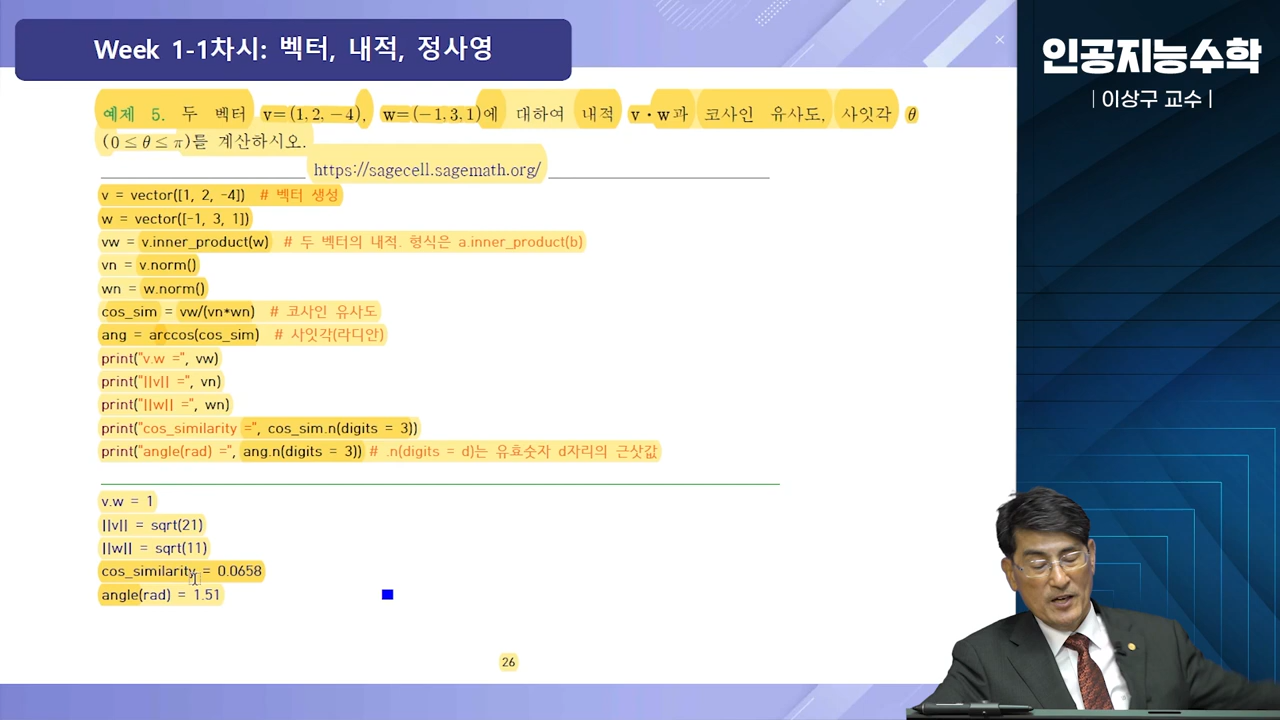 Week 1-1차시: 벡터, 내적, 정사영
인공지능수학
| 이상구 교수 |
예제 5. 두 벡터 v=(1,2,−4), w=(−1,3,1)에 대하여 내적 v·w과 코사인 유사도, 사잇각 θ
(0≤θ≤π)를 계산하시오.
https://sagecell.sagemath.org/
v = vector([1, 2, -4]) # 벡터 생성
w = vector([-1, 3, 1])
vw = v.inner_product(w) # 두 벡터의 내적. 형식은 a.inner_product(b)
vn = v.norm()
wn = w.norm()
cos_sim = vw/(vn*wn) # 코사인 유사도
ang = arccos(cos_sim) # 사잇각(라디안)
print("v.w =", vw)
print("||v|| =", vn)
print("||w|| =", wn)
print("cos_similarity =", cos_sim.n(digits = 3))
print("angle(rad) =", ang.n(digits = 3)) # .n(digits = d)는 유효숫자 d자리의 근삿값
v.w = 1
||v|| = sqrt(21)
||w|| = sqrt(11)
cos_similarity = 0.0658
angle(rad) = 1.51
26